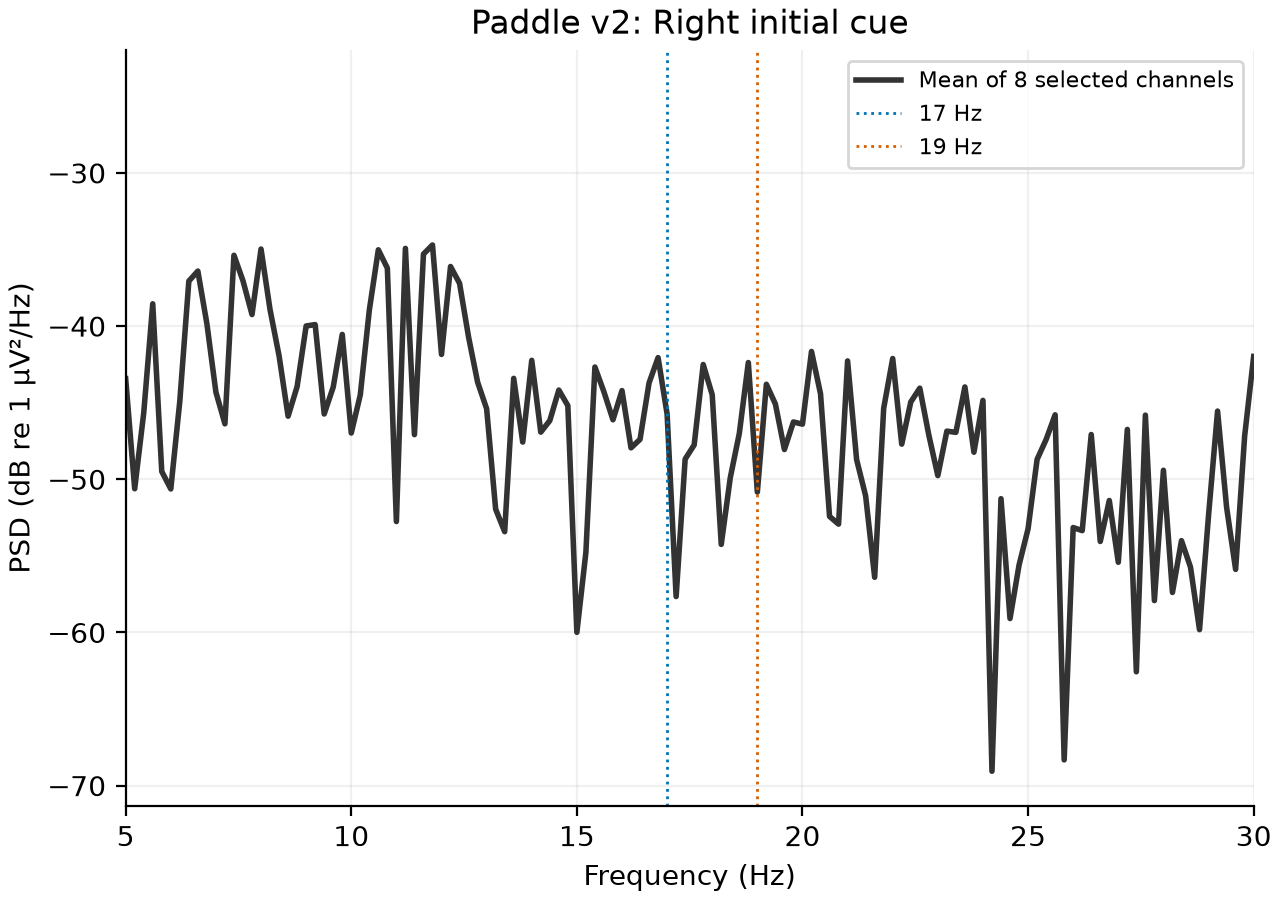 Paddle v2: Right initial cue
Mean of 8 selected channels
17 Hz
19 Hz
PSD (dB re 1 µV²/Hz)
−30
−40
−50
−60
−70
5
10
15
20
25
30
Frequency (Hz)